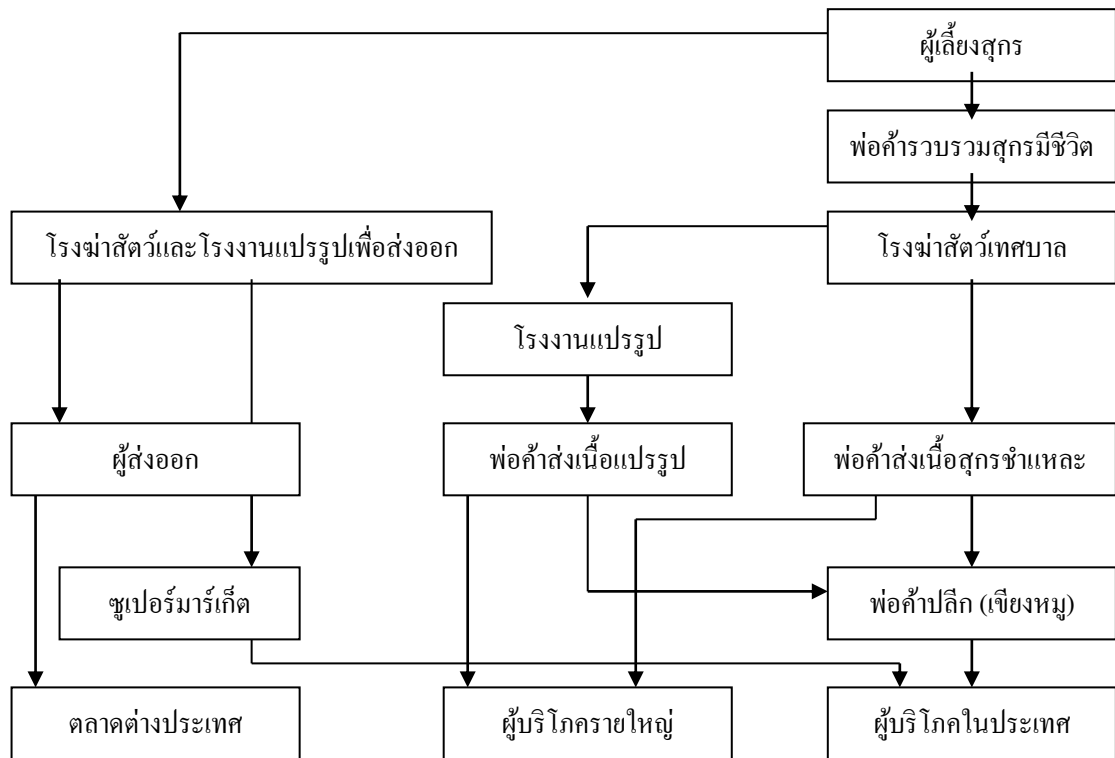 ผู้เลี้ยงสุกร
พ่อค้ารวบรวมสุกรมีชีวิต
โรงฆ่าสัตว์และโรงงานแปรรูปเพื่อส่งออก
โรงฆ่าสัตว์เทศบาล
โรงงานแปรรูป
ผู้ส่งออก
พ่อค้าส่งเนื้อแปรรูป
พ่อค้าส่งเนื้อสุกรชำแหละ
ซูเปอร์มาร์เก็ต
พ่อค้าปลีก (เขียงหมู)
ตลาดต่างประเทศ
ผู้บริโภครายใหญ่
ผู้บริโภคในประเทศ